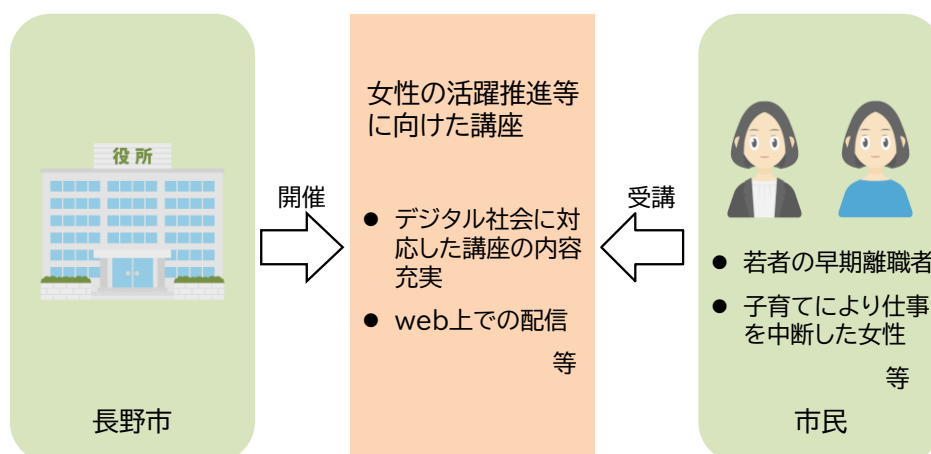 役所
長野市
開催
女性の活躍推進等
に向けた講座
● デジタル社会に対
応した講座の内容
充実
● web上での配信
等
受講
● 若者の早期離職者
● 子育てにより仕事
を中断した女性
等
市民